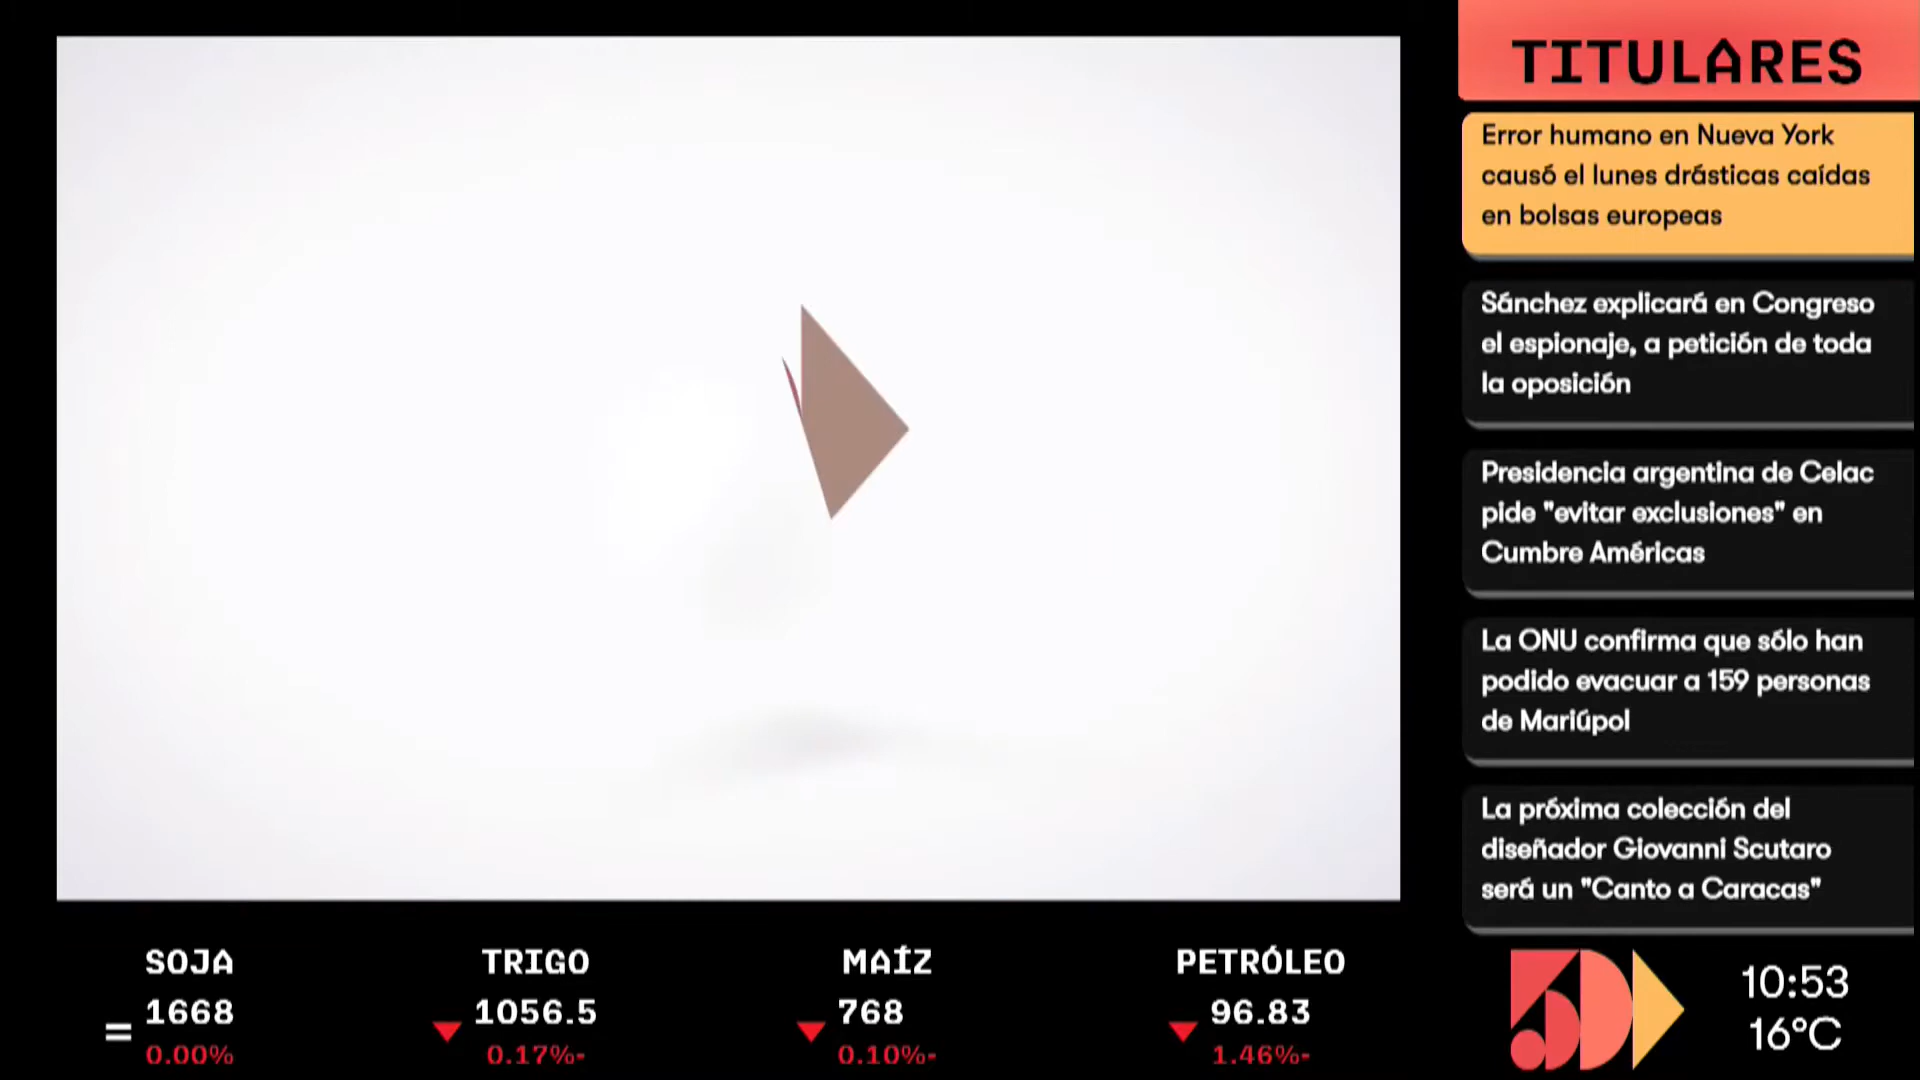 TITULARES
Error humano en Nueva York
causó el lunes drásticas caídas
en bolsas europeas
Sánchez explicará en Congreso
el espionaje, a petición de toda
la oposición
Presidencia argentina de Celac
pide "evitar exclusiones" en
Cumbre Américas
La ONU confirma que sólo han
podido evacuar a 159 personas
de Mariúpol
La próxima colección del
diseñador Giovanni Scutaro
será un "Canto a Caracas"
SOJA
= 1668
0.00%
TRIGO
1056.5
0.17%-
MAÍZ
768
0.10%-
PETRÓLEO
96.83
1.46%-
10:53
16°C